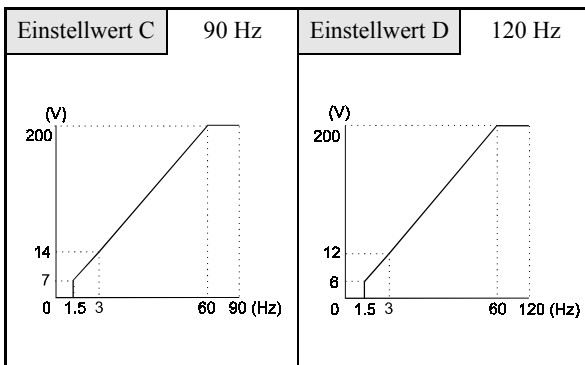 Einstellwert C 90 Hz
(V)
200
14
7
0 1.5 3 60 90 (Hz)
Einstellwert D 120 Hz
(V)
200
12
6
0 1.5 3 60 120 (Hz)